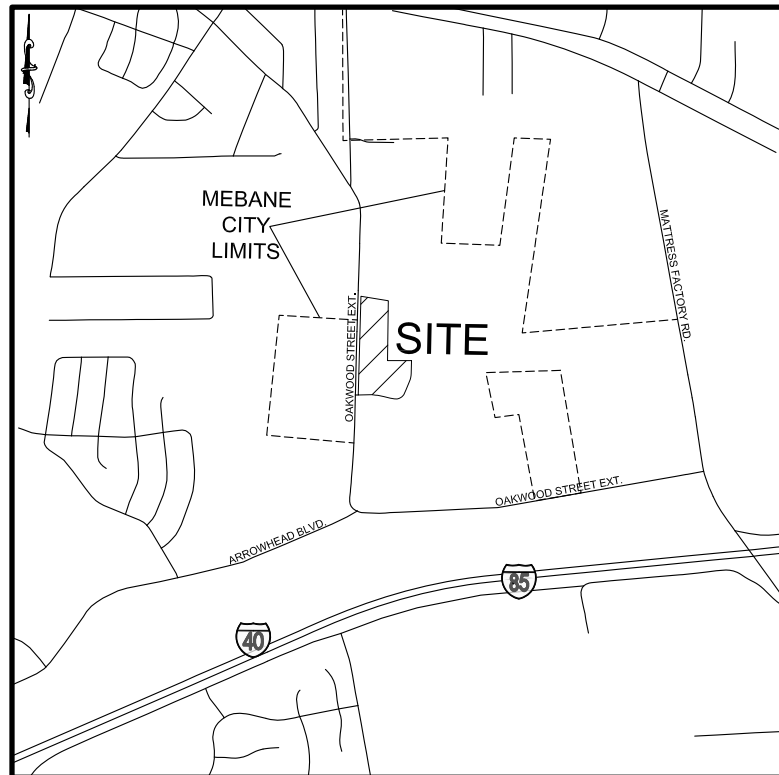 MEBANE
CITY
LIMITS
MATTRESS FACTORY RD.
OAKWOOD STREET EXT.
SITE
OAKWOOD STREET EXT.
ARROWHEAD BLVD.
85
40